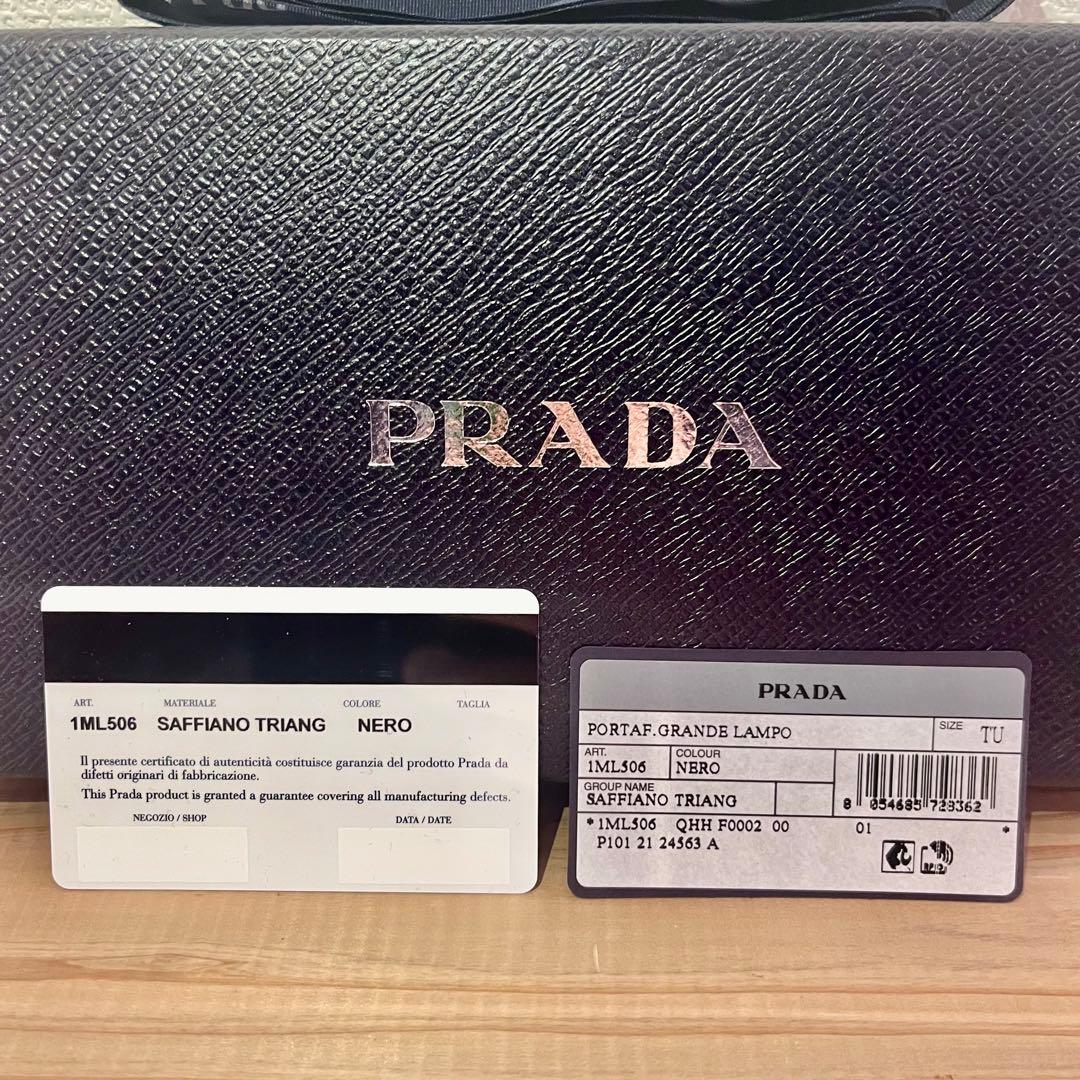 PRADA
ART. MATERIALE COLORE TAGLIA
1ML506 SAFFIANO TRIANG NERO
Il presente certificato di autenticità costituisce garanzia del prodotto Prada da
difetti originari di fabbricazione.
This Prada product is granted a guarantee covering all manufacturing defects.
NEGOZIO / SHOP DATA / DATE
PRADA
PORTAF.GRANDE LAMPO SIZE TU
ART. COLOUR
1ML506 NERO
GROUP NAME
SAFFIANO TRIANG
8 054685 728362
*1ML506 QHH F0002 00 01 *
P101 21 24563 A
RFID